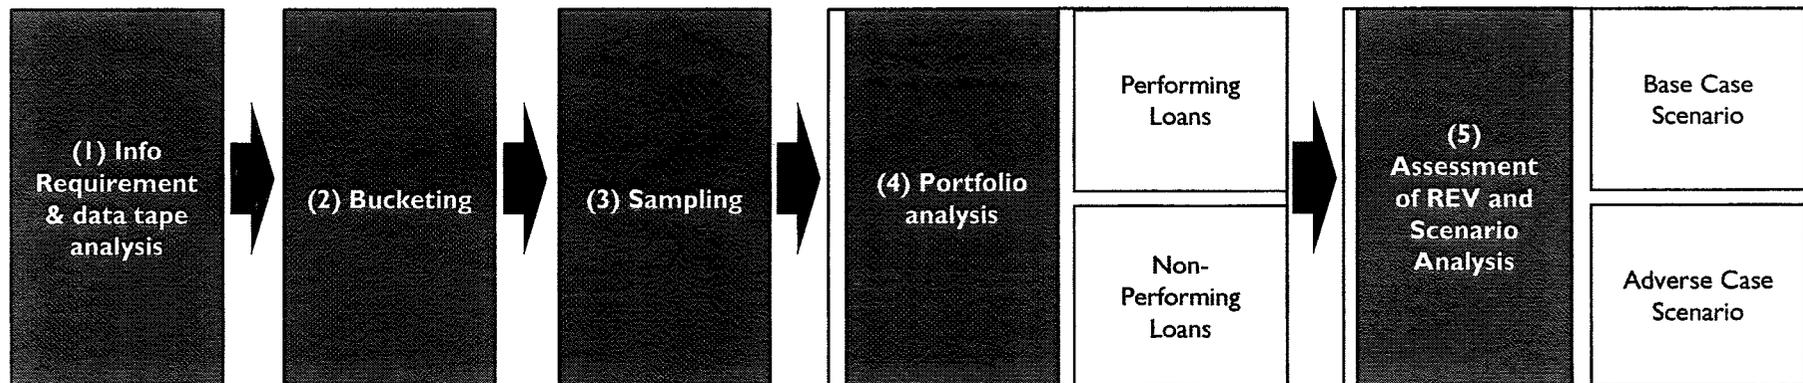 (1) Info
Requirement
& data tape
analysis
(2) Bucketing
(3) Sampling
(4) Portfolio
analysis
Performing
Loans
Non-
Performing
Loans
(5)
Assessment
of REV and
Scenario
Analysis
Base Case
Scenario
Adverse Case
Scenario